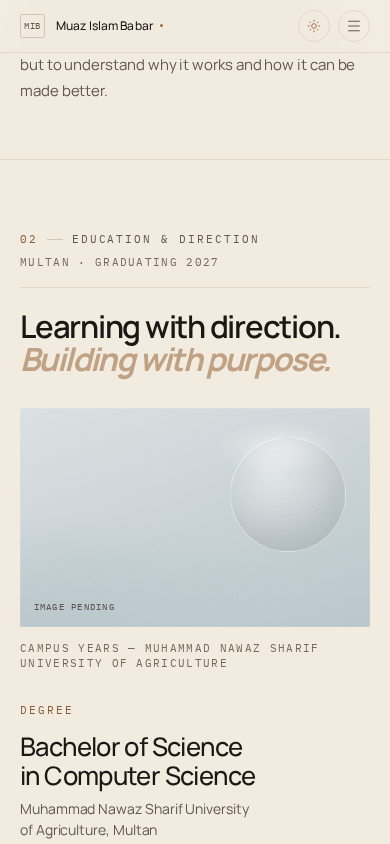 MIB Muaz Islam Babar •
but to understand why it works and how it can be
made better.
02 — EDUCATION & DIRECTION
MULTAN · GRADUATING 2027
Learning with direction.
Building with purpose.
IMAGE PENDING
CAMPUS YEARS — MUHAMMAD NAWAZ SHARIF
UNIVERSITY OF AGRICULTURE
DEGREE
Bachelor of Science
in Computer Science
Muhammad Nawaz Sharif University
of Agriculture, Multan